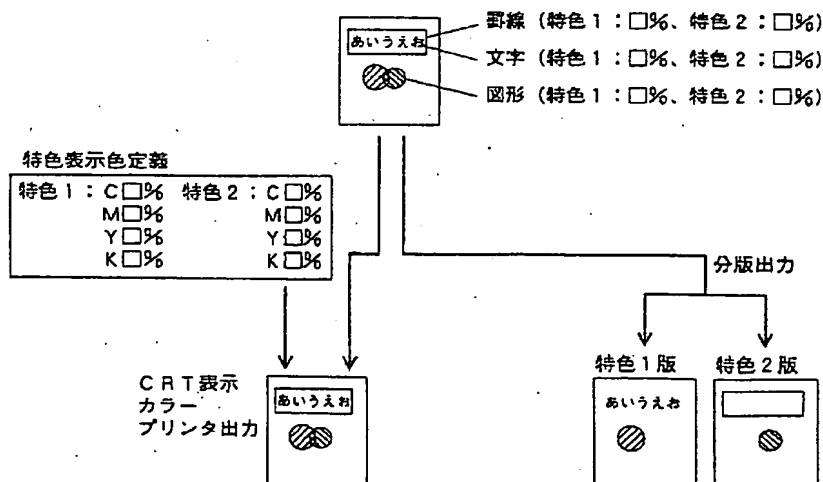 罫線 (特色1：□%、特色2：□%)
あいうえお
文字 (特色1：□%、特色2：□%)
図形 (特色1：□%、特色2：□%)
特色表示色定義
特色1：C□% 特色2：C□%
M□% M□%
Y□% Y□%
K□% K□%
分版出力
特色1版 特色2版
CRT表示
カラー
プリンタ出力
あいうえお
あいうえお